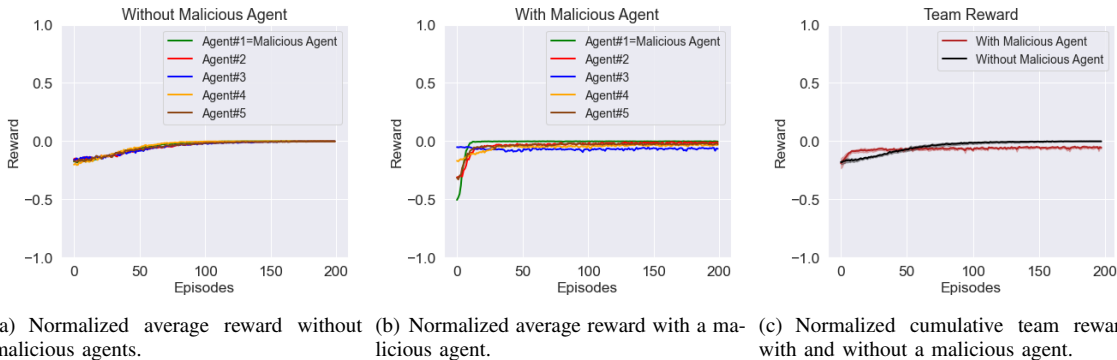 Without Malicious Agent
1.0
0.5
0.0
−0.5
−1.0
Reward
Agent#1=Malicious Agent
Agent#2
Agent#3
Agent#4
Agent#5
0 50 100 150 200
Episodes
With Malicious Agent
1.0
0.5
0.0
−0.5
−1.0
Reward
Agent#1=Malicious Agent
Agent#2
Agent#3
Agent#4
Agent#5
0 50 100 150 200
Episodes
Team Reward
1.0
0.5
0.0
−0.5
−1.0
Reward
With Malicious Agent
Without Malicious Agent
0 50 100 150 200
Episodes
a) Normalized average reward without
malicious agents.
(b) Normalized average reward with a ma-
licious agent.
(c) Normalized cumulative team rewar
with and without a malicious agent.